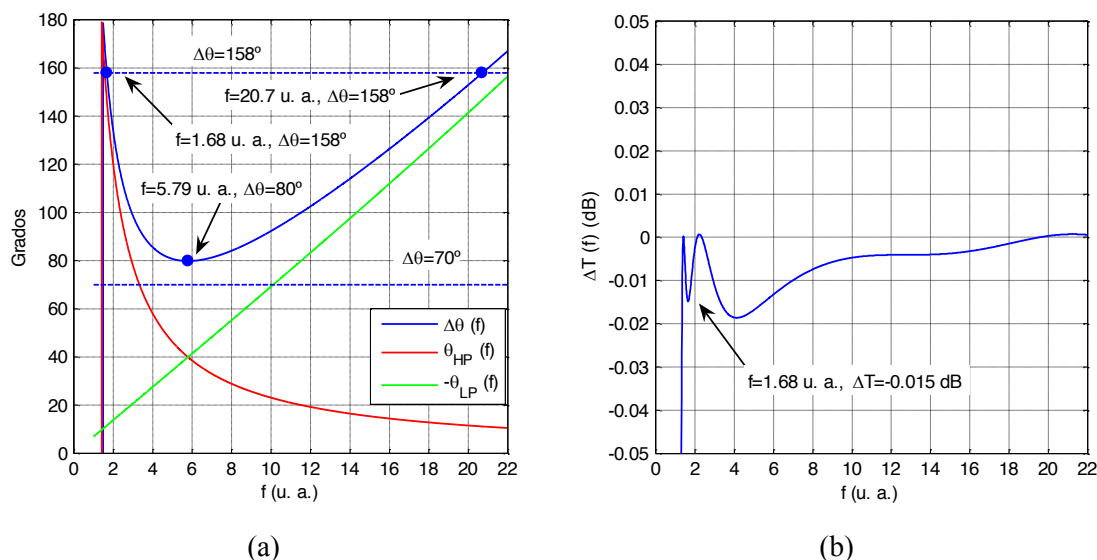 180
160
140
120
100
80
60
40
20
0
Grados
0 2 4 6 8 10 12 14 16 18 20 22
f (u. a.)
Δθ=158º
f=20.7 u. a., Δθ=158º
f=1.68 u. a., Δθ=158º
f=5.79 u. a., Δθ=80º
Δθ=70º
Δθ (f)
θHP (f)
-θLP (f)
(a)
0.05
0.04
0.03
0.02
0.01
0
-0.01
-0.02
-0.03
-0.04
-0.05
ΔT (f) (dB)
0 2 4 6 8 10 12 14 16 18 20 22
f (u. a.)
f=1.68 u. a., ΔT=-0.015 dB
(b)